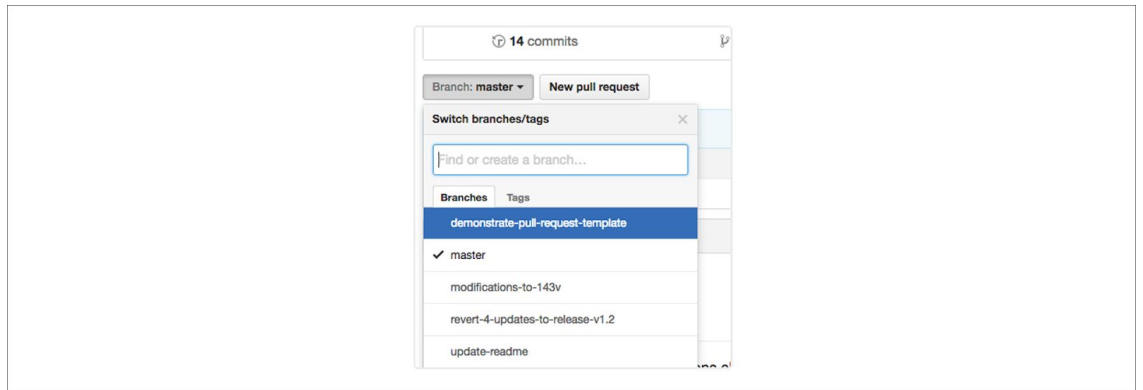 14 commits
Branch: master New pull request
Switch branches/tags
Find or create a branch...
Branches Tags
demonstrate-pull-request-template
master
modifications-to-143v
revert-4-updates-to-release-v1.2
update-readme